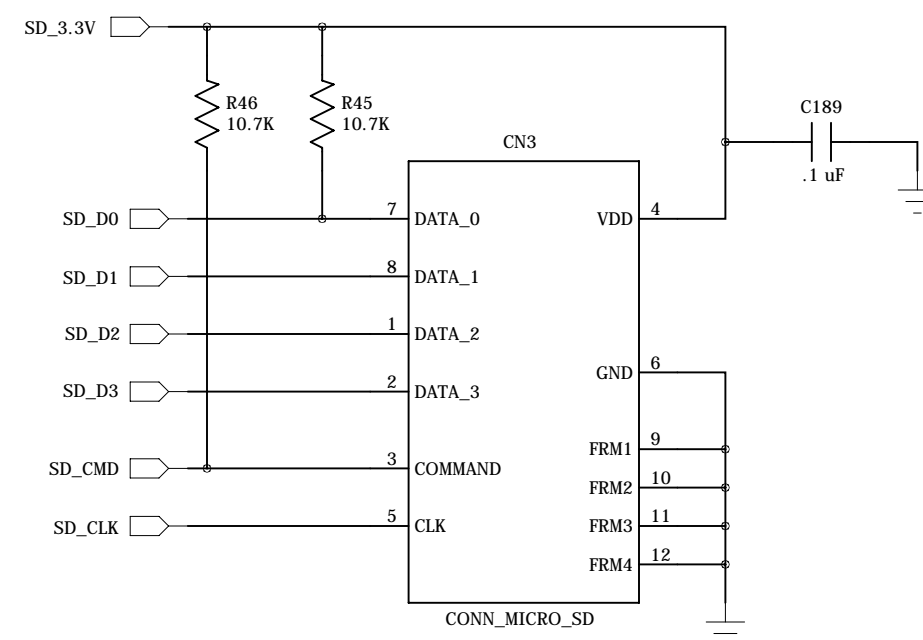 SD_3.3V
R46
10.7K
R45
10.7K
C189
.1 uF
CN3
SD_D0
7
DATA_0
VDD
4
SD_D1
8
DATA_1
SD_D2
1
DATA_2
GND
6
SD_D3
2
DATA_3
FRM1
9
SD_CMD
3
COMMAND
FRM2
10
SD_CLK
5
CLK
FRM3
11
FRM4
12
CONN_MICRO_SD